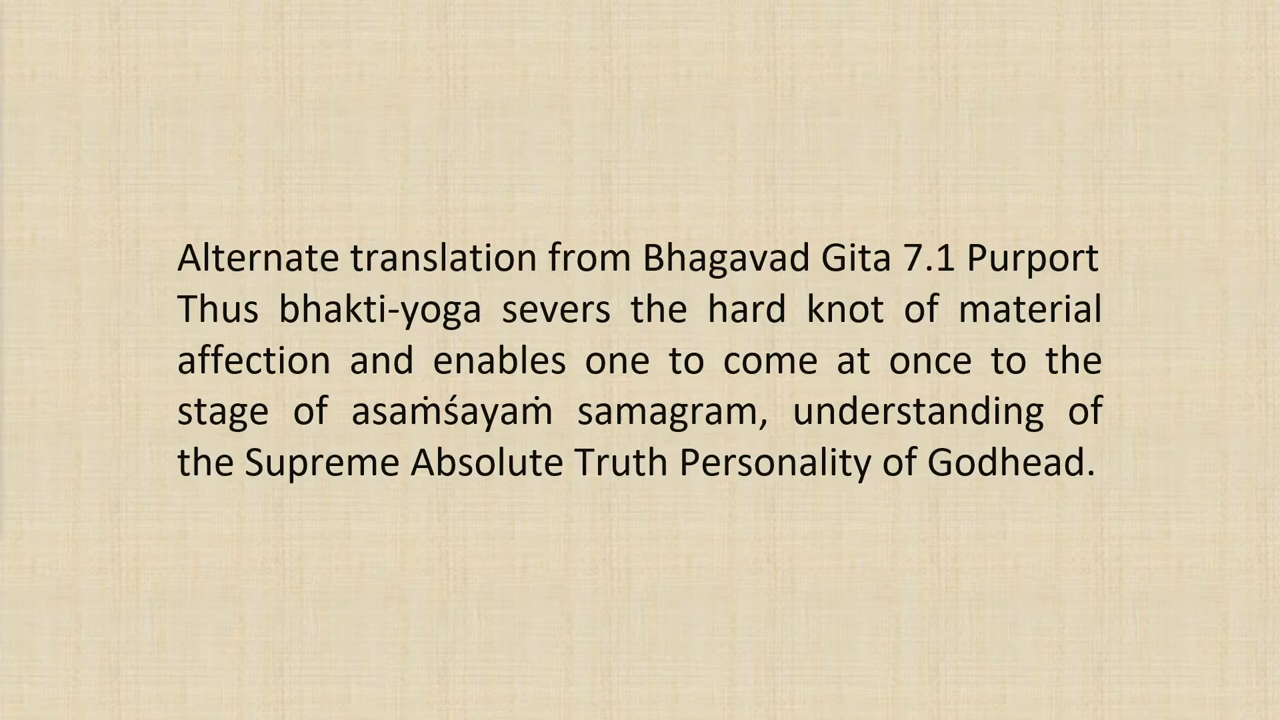 Alternate translation from Bhagavad Gita 7.1 Purport
Thus bhakti-yoga severs the hard knot of material
affection and enables one to come at once to the
stage of asaṁśayaṁ samagram, understanding of
the Supreme Absolute Truth Personality of Godhead.